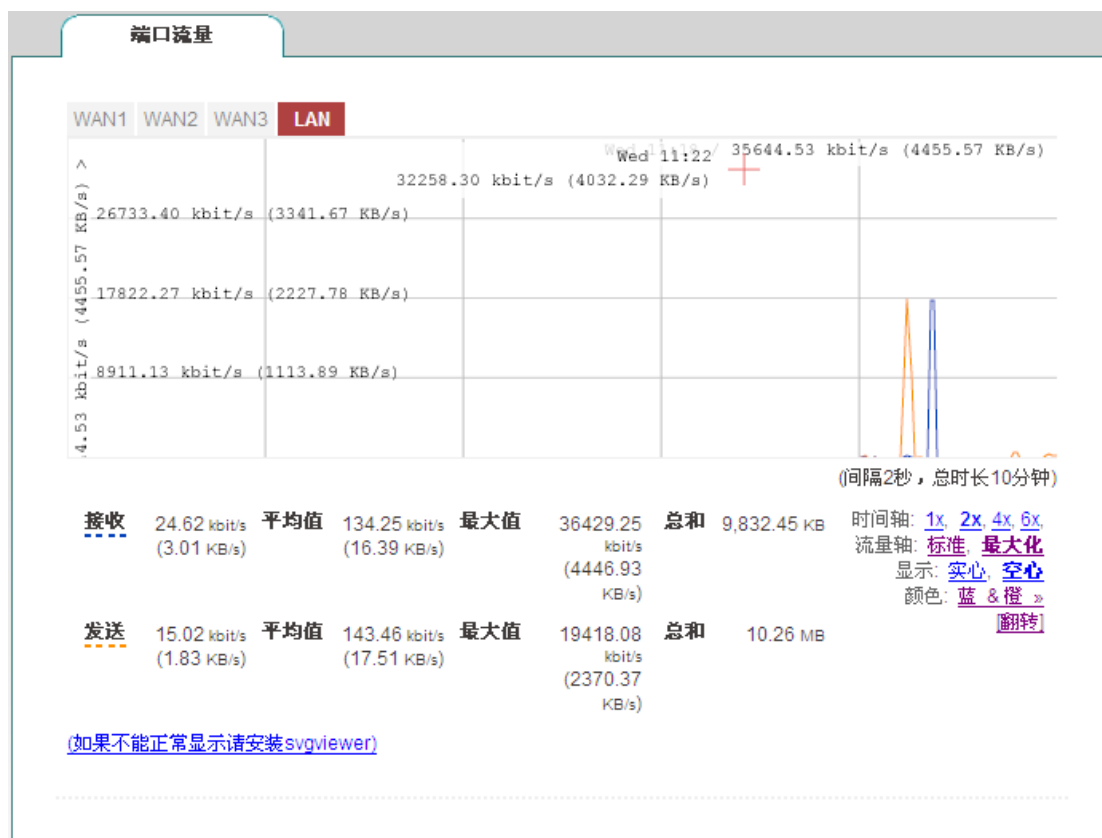 端口流量
WAN1 WAN2 WAN3 LAN
Wed 11:22 35644.53 kbit/s (4455.57 KB/s)
32258.30 kbit/s (4032.29 KB/s)
26733.40 kbit/s (3341.67 KB/s)
17822.27 kbit/s (2227.78 KB/s)
8911.13 kbit/s (1113.89 KB/s)
4.53 kbit/s (4455.57 KB/s) >
(间隔2秒，总时长10分钟)
接收 24.62 kbit/s 平均值 134.25 kbit/s 最大值 36429.25 总和 9,832.45 KB
(3.01 KB/s) (16.39 KB/s) kbit/s
(4446.93
KB/s)
时间轴: 1x, 2x, 4x, 6x,
流量轴: 标准, 最大化
显示: 实心, 空心
颜色: 蓝 & 橙 »
[翻转]
发送 15.02 kbit/s 平均值 143.46 kbit/s 最大值 19418.08 总和 10.26 MB
(1.83 KB/s) (17.51 KB/s) kbit/s
(2370.37
KB/s)
(如果不能正常显示请安装svgviewer)